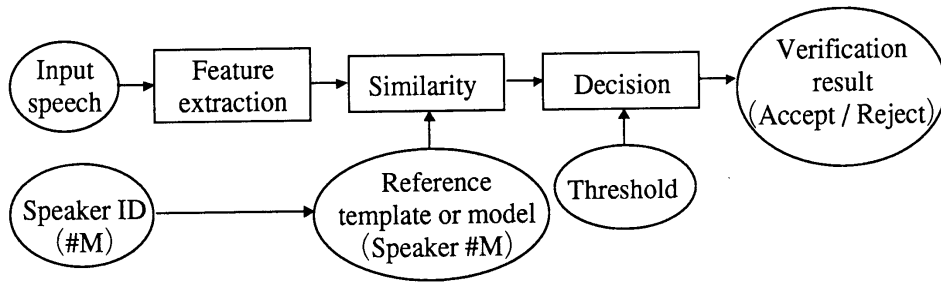 Input
speech
Feature
extraction
Similarity
Decision
Verification
result
(Accept / Reject)
Speaker ID
(#M)
Reference
template or model
(Speaker #M)
Threshold